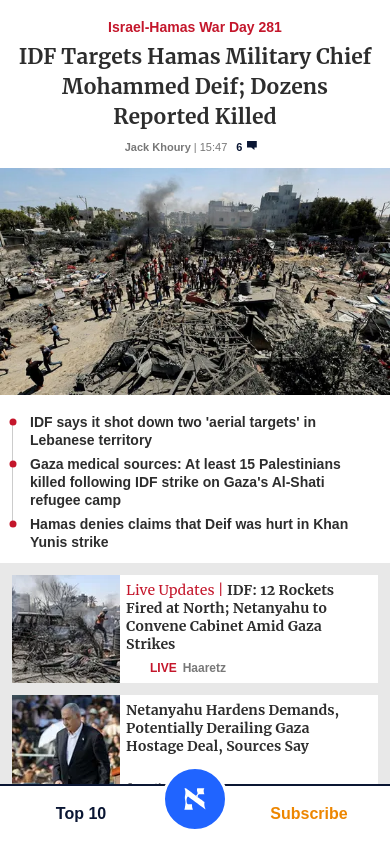 Israel-Hamas War Day 281
IDF Targets Hamas Military Chief
Mohammed Deif; Dozens
Reported Killed
Jack Khoury | 15:47 6
IDF says it shot down two 'aerial targets' in
Lebanese territory
Gaza medical sources: At least 15 Palestinians
killed following IDF strike on Gaza's Al-Shati
refugee camp
Hamas denies claims that Deif was hurt in Khan
Yunis strike
Live Updates | IDF: 12 Rockets
Fired at North; Netanyahu to
Convene Cabinet Amid Gaza
Strikes
LIVE Haaretz
Netanyahu Hardens Demands,
Potentially Derailing Gaza
Hostage Deal, Sources Say
Top 10
א
Subscribe